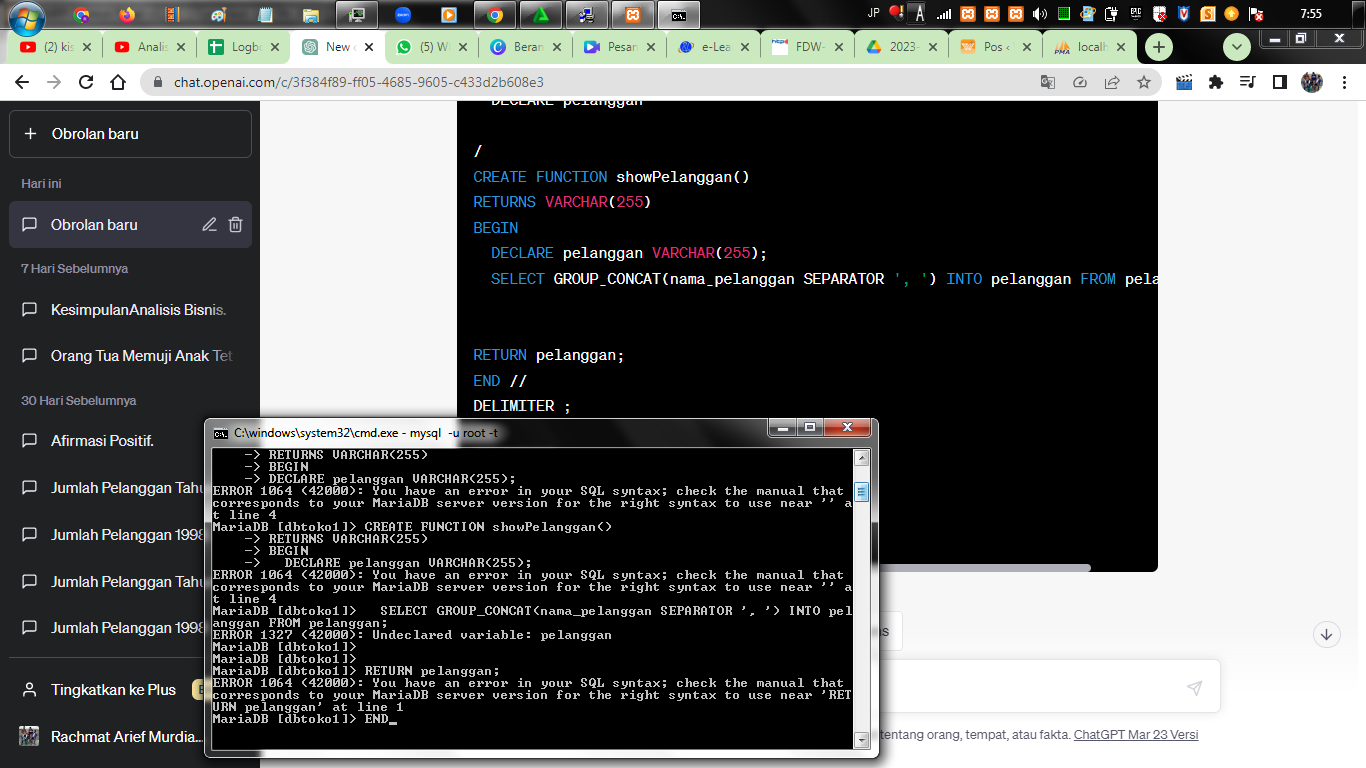 JP
A
7:55
(2) kis
Analis
Logbo
New c
(5) Wh
Beran
Pesan
e-Lea
FDW-
2023-
Pos ‹
localh
chat.openai.com/c/3f384f89-ff05-4685-9605-c433d2b608e3
Obrolan baru
Hari ini
Obrolan baru
7 Hari Sebelumnya
KesimpulanAnalisis Bisnis.
Orang Tua Memuji Anak Tet
30 Hari Sebelumnya
Afirmasi Positif.
Jumlah Pelanggan Tahu
Jumlah Pelanggan 1998
Jumlah Pelanggan Tahu
Jumlah Pelanggan 1998
Tingkatkan ke Plus
Rachmat Arief Murdia...
DECLARE pelanggan
/
CREATE FUNCTION showPelanggan()
RETURNS VARCHAR(255)
BEGIN
DECLARE pelanggan VARCHAR(255);
SELECT GROUP_CONCAT(nama_pelanggan SEPARATOR ', ') INTO pelanggan FROM pela
RETURN pelanggan;
END //
DELIMITER ;
C:\windows\system32\cmd.exe - mysql -u root -t
-> RETURNS VARCHAR(255)
-> BEGIN
-> DECLARE pelanggan VARCHAR(255);
ERROR 1064 (42000): You have an error in your SQL syntax; check the manual that
corresponds to your MariaDB server version for the right syntax to use near '' a
t line 4
MariaDB [dbtoko1]> CREATE FUNCTION showPelanggan()
-> RETURNS VARCHAR(255)
-> BEGIN
-> DECLARE pelanggan VARCHAR(255);
ERROR 1064 (42000): You have an error in your SQL syntax; check the manual that
corresponds to your MariaDB server version for the right syntax to use near '' a
t line 4
MariaDB [dbtoko1]> SELECT GROUP_CONCAT(nama_pelanggan SEPARATOR ', ') INTO pel
anggan FROM pelanggan;
ERROR 1327 (42000): Undeclared variable: pelanggan
MariaDB [dbtoko1]>
MariaDB [dbtoko1]>
MariaDB [dbtoko1]> RETURN pelanggan;
ERROR 1064 (42000): You have an error in your SQL syntax; check the manual that
corresponds to your MariaDB server version for the right syntax to use near 'RET
URN pelanggan' at line 1
MariaDB [dbtoko1]> END_
tentang orang, tempat, atau fakta. ChatGPT Mar 23 Versi